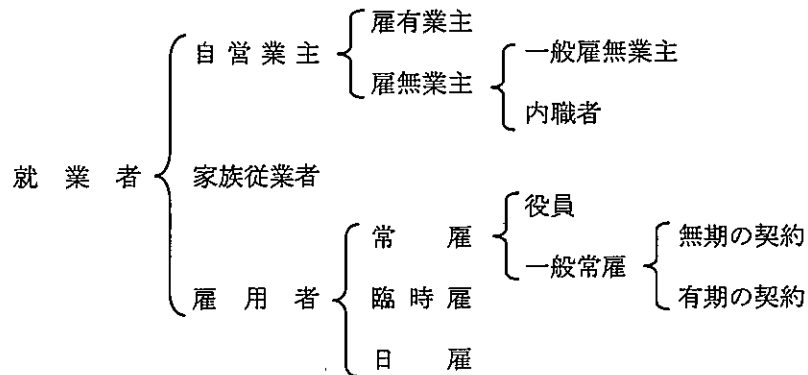 就業者
自営業主
雇有業主
雇無業主
一般雇無業主
内職者
家族従業者
雇用者
常雇
役員
一般常雇
無期の契約
有期の契約
臨時雇
日雇